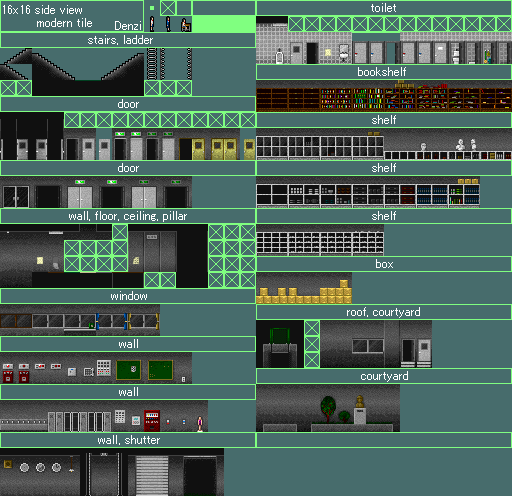 16x16 side view
modern tile
Denzi
stairs, ladder
door
door
wall, floor, ceiling, pillar
window
wall
wall
wall, shutter
toilet
bookshelf
shelf
shelf
shelf
box
roof, courtyard
courtyard